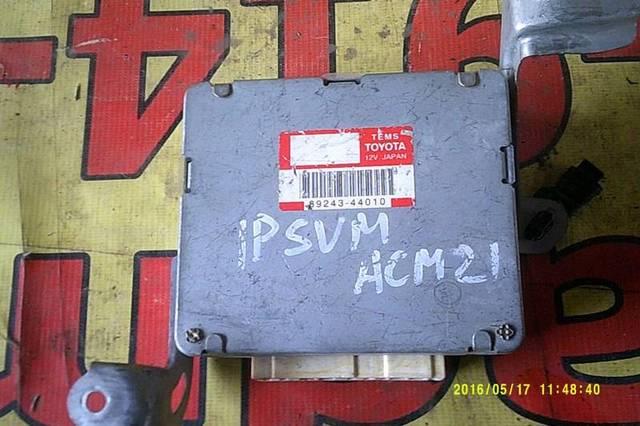 TEMS
TOYOTA
12V JAPAN
89243-44010
IPSUM
ACM21
2016/05/17 11:48:40